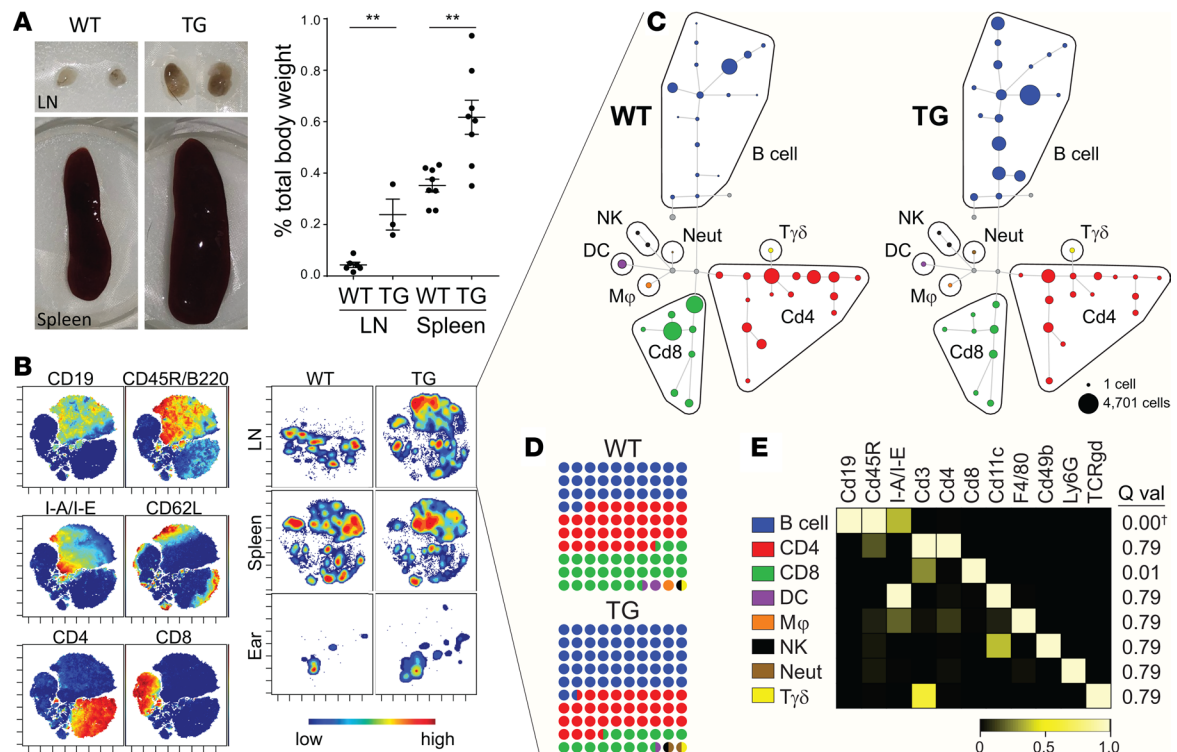 A
WT TG
LN
Spleen
% total body weight
1.0
0.8
0.6
0.4
0.2
0.0
** **
WT TG WT TG
LN Spleen
C
WT
B cell
NK
DC
Neut
Mφ
Tγδ
Cd4
Cd8
TG
B cell
NK
DC
Neut
Mφ
Tγδ
Cd4
Cd8
1 cell
4,701 cells
B
CD19 CD45R/B220
I-A/I-E CD62L
CD4 CD8
WT TG
LN
Spleen
Ear
low high
D
WT
TG
B cell
CD4
CD8
DC
Mφ
NK
Neut
Tγδ
E
Cd19 Cd45R I-A/I-E Cd3 Cd4 Cd8 Cd11c F4/80 Cd49b Ly6G TCRgd
Q val
0.00†
0.79
0.01
0.79
0.79
0.79
0.79
0.79
0 0.5 1.0